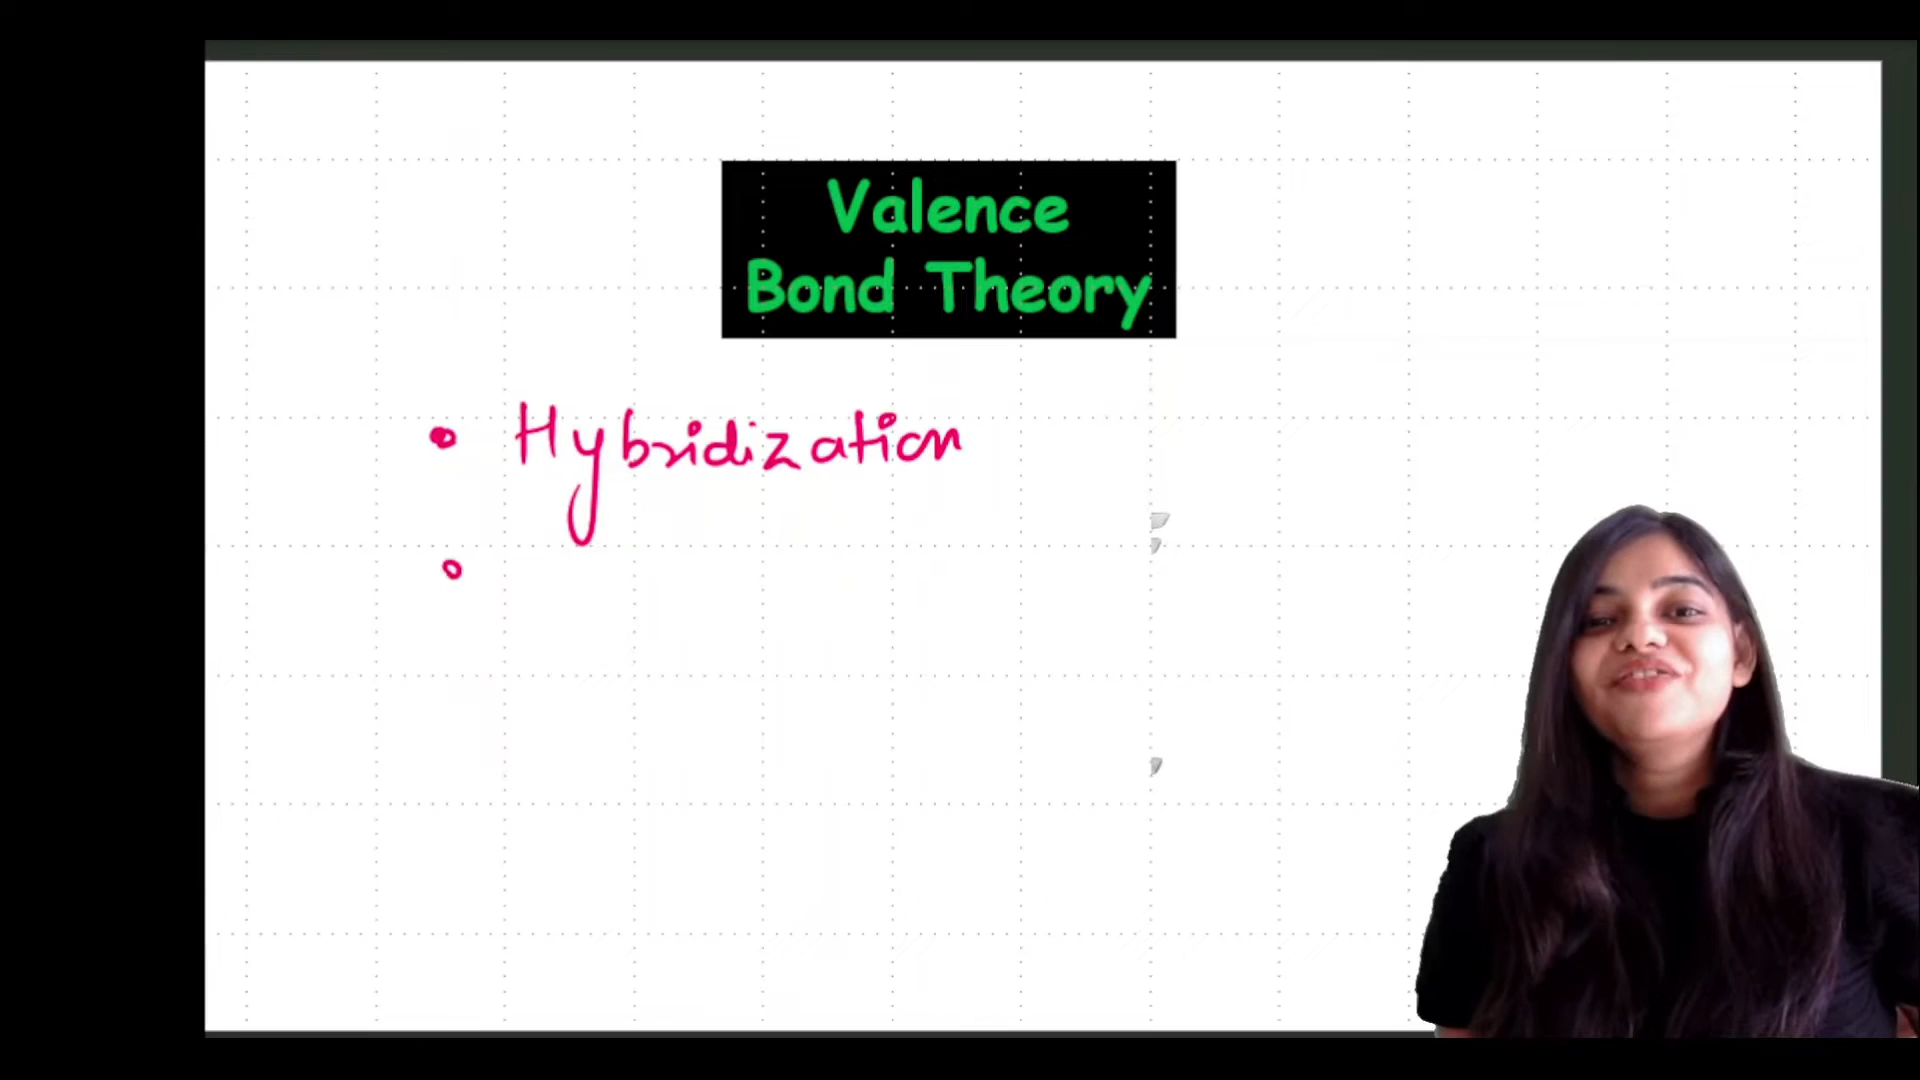 Valence
Bond Theory
• Hybridization
•